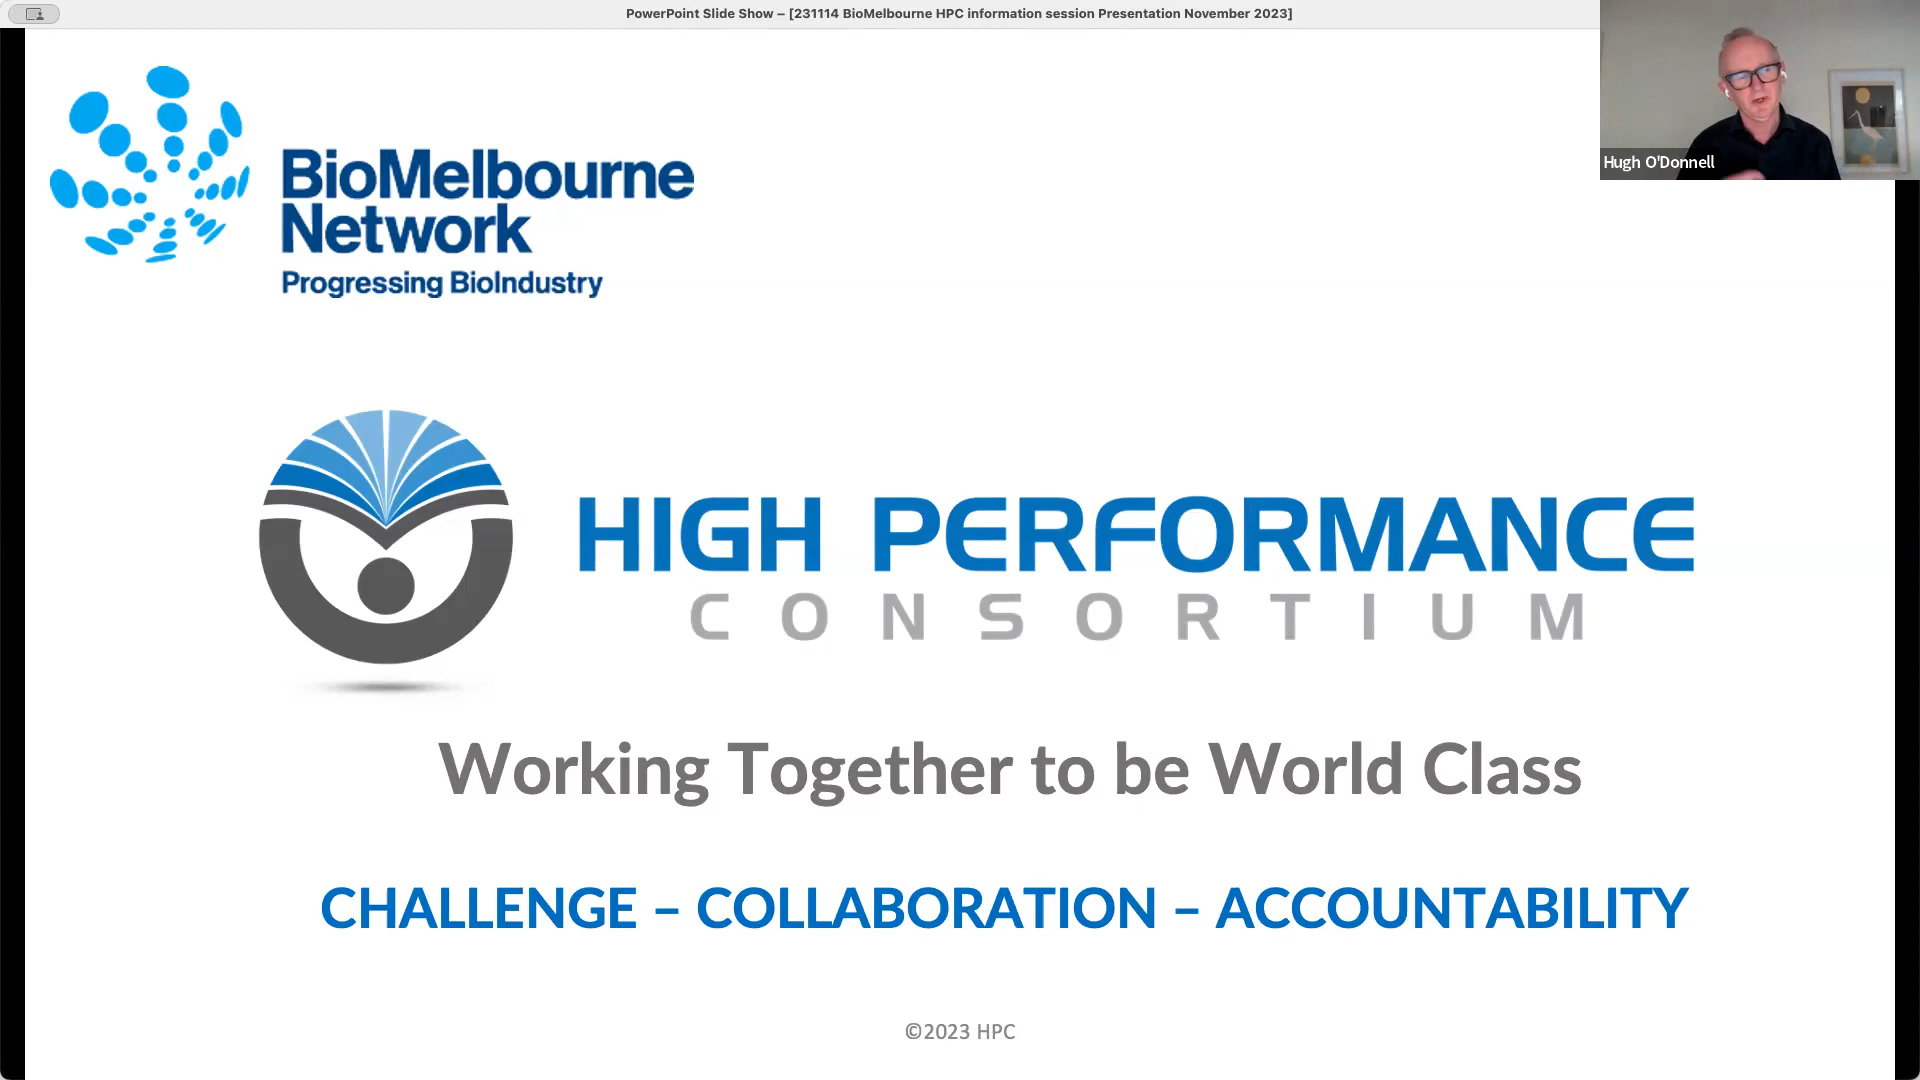 PowerPoint Slide Show – [231114 BioMelbourne HPC information session Presentation November 2023]
Hugh O'Donnell
BioMelbourne
Network
Progressing BioIndustry
HIGH PERFORMANCE
CONSORTIUM
Working Together to be World Class
CHALLENGE – COLLABORATION – ACCOUNTABILITY
©2023 HPC